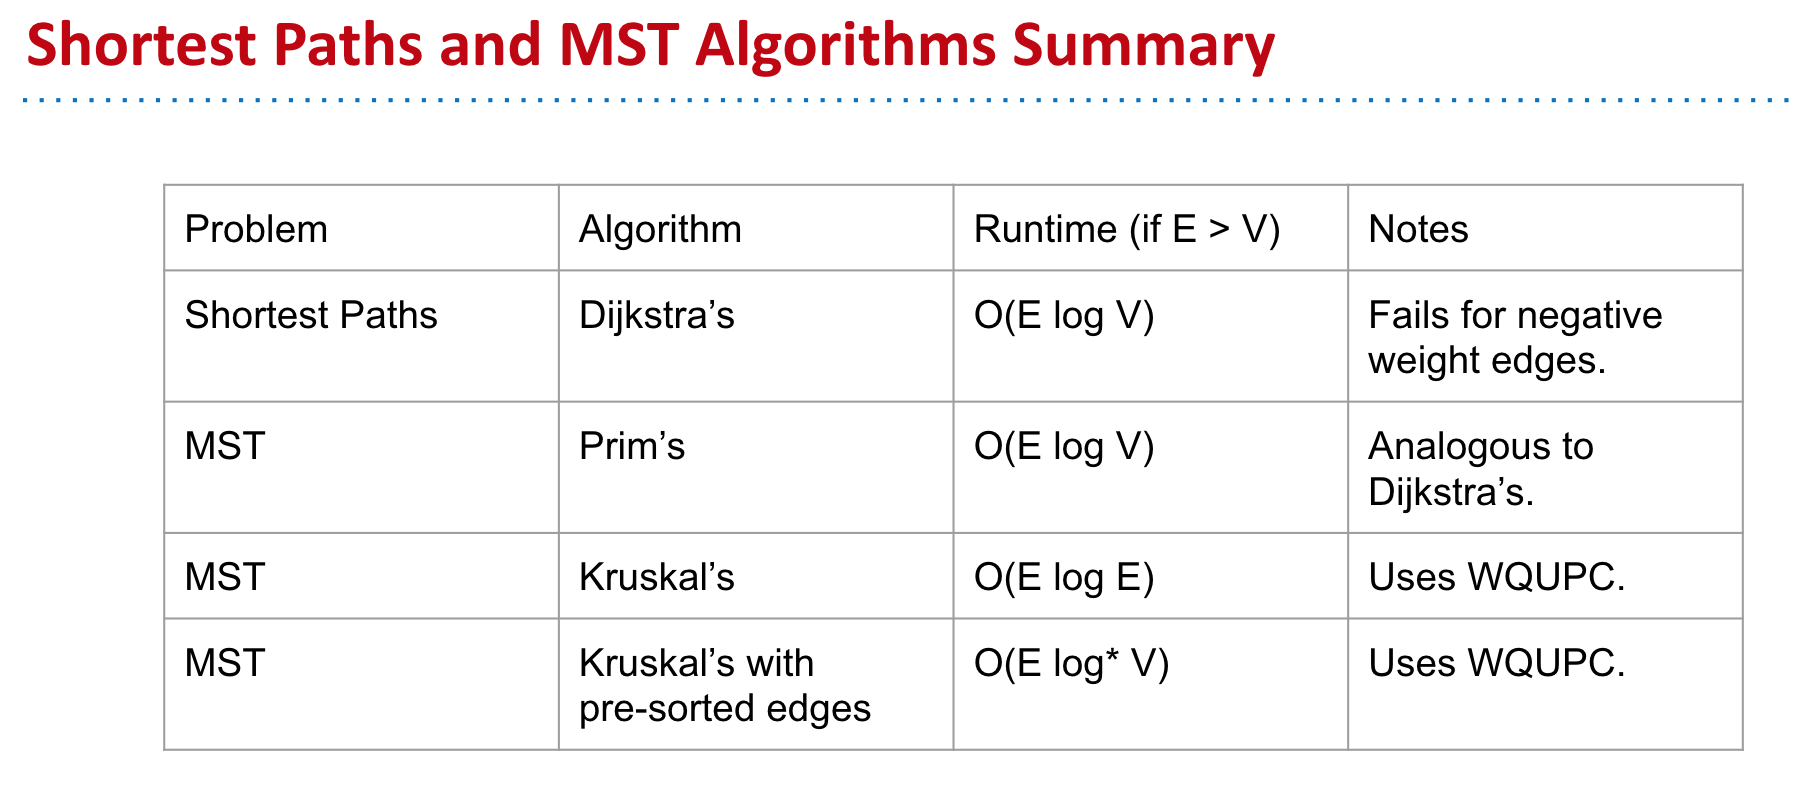 Shortest Paths and MST Algorithms Summary
Problem
Algorithm
Runtime (if E > V)
Notes
Shortest Paths
Dijkstra’s
O(E log V)
Fails for negative
weight edges.
MST
Prim’s
O(E log V)
Analogous to
Dijkstra’s.
MST
Kruskal’s
O(E log E)
Uses WQUPC.
MST
Kruskal’s with
pre-sorted edges
O(E log* V)
Uses WQUPC.